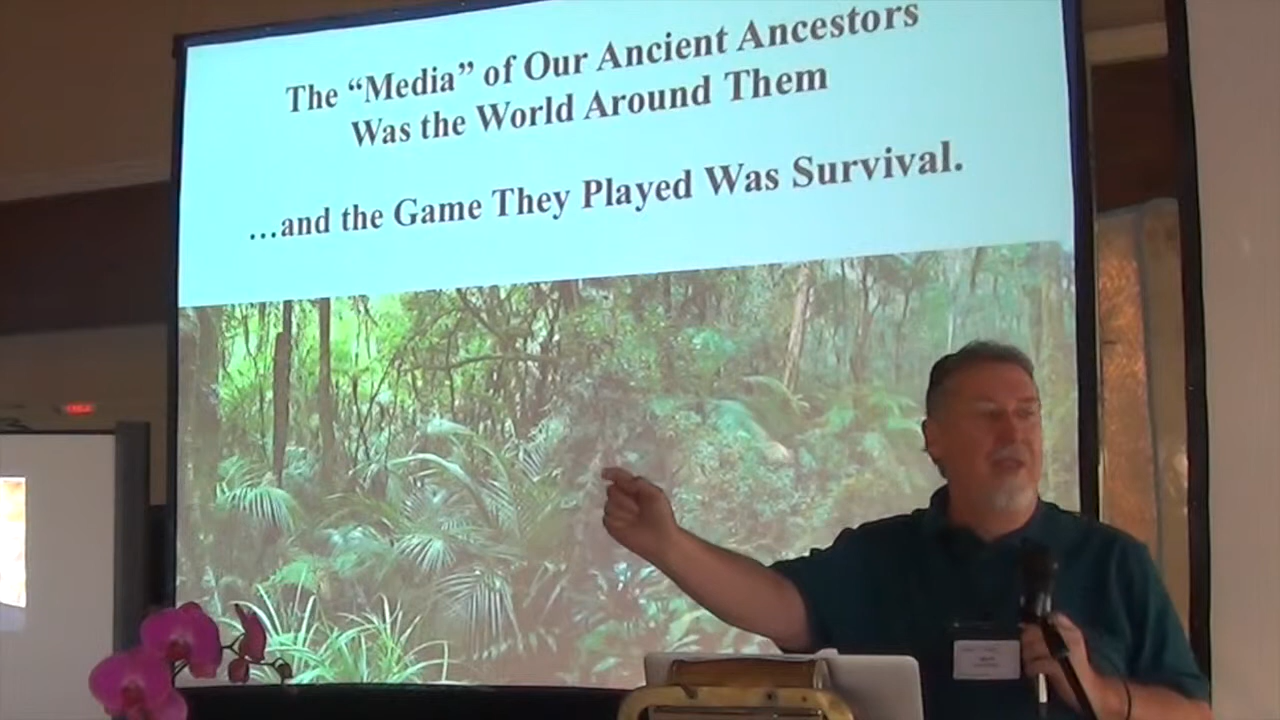 The “Media” of Our Ancient Ancestors
Was the World Around Them
…and the Game They Played Was Survival.